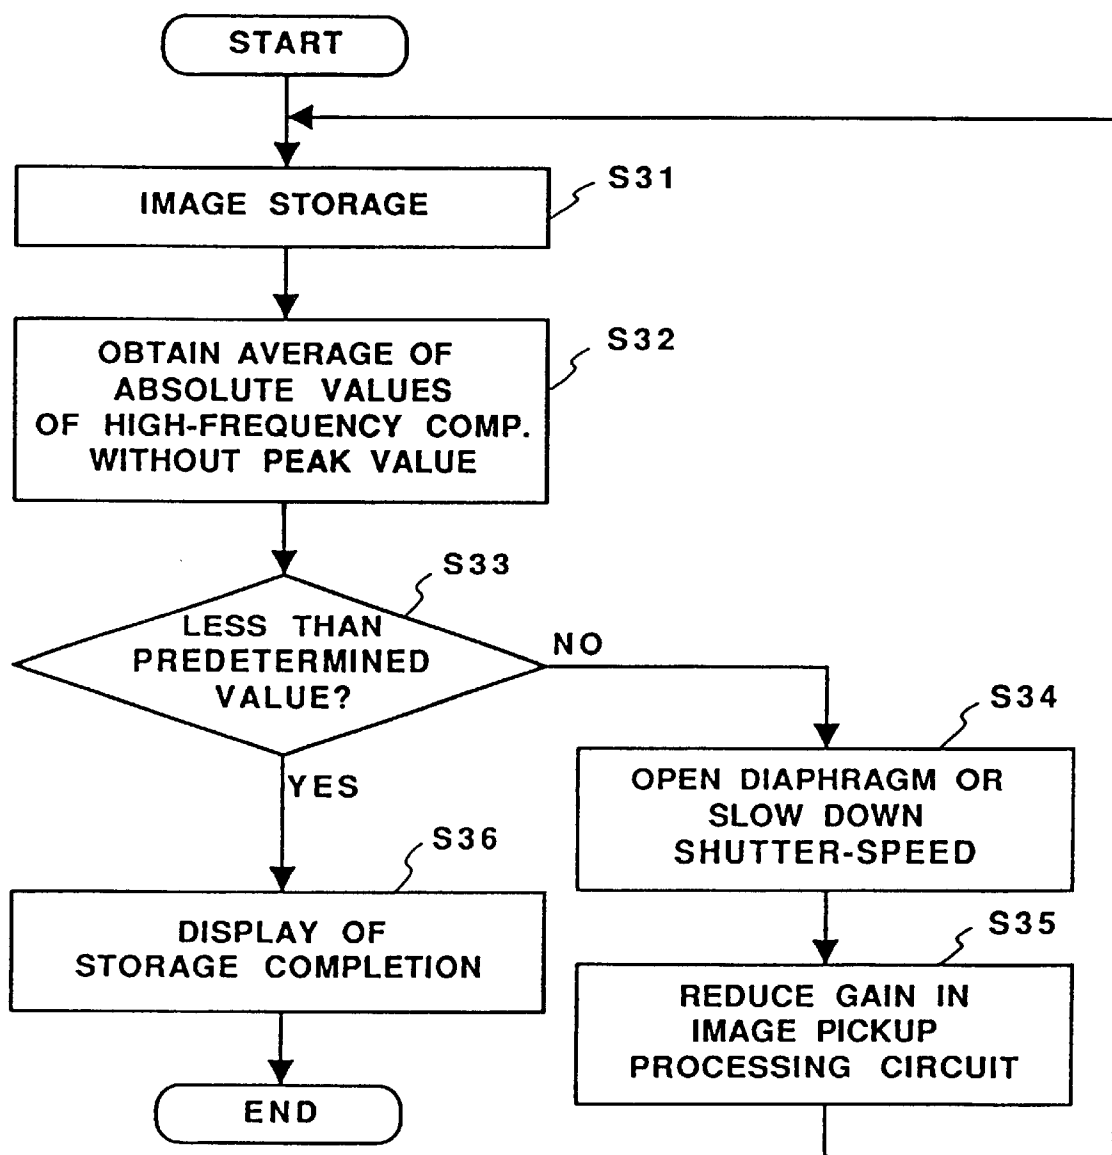 START
IMAGE STORAGE
S31
OBTAIN AVERAGE OF
ABSOLUTE VALUES
OF HIGH-FREQUENCY COMP.
WITHOUT PEAK VALUE
S32
S33
LESS THAN
PREDETERMINED
VALUE?
NO
YES
S34
OPEN DIAPHRAGM OR
SLOW DOWN
SHUTTER-SPEED
S35
REDUCE GAIN IN
IMAGE PICKUP
PROCESSING CIRCUIT
S36
DISPLAY OF
STORAGE COMPLETION
END